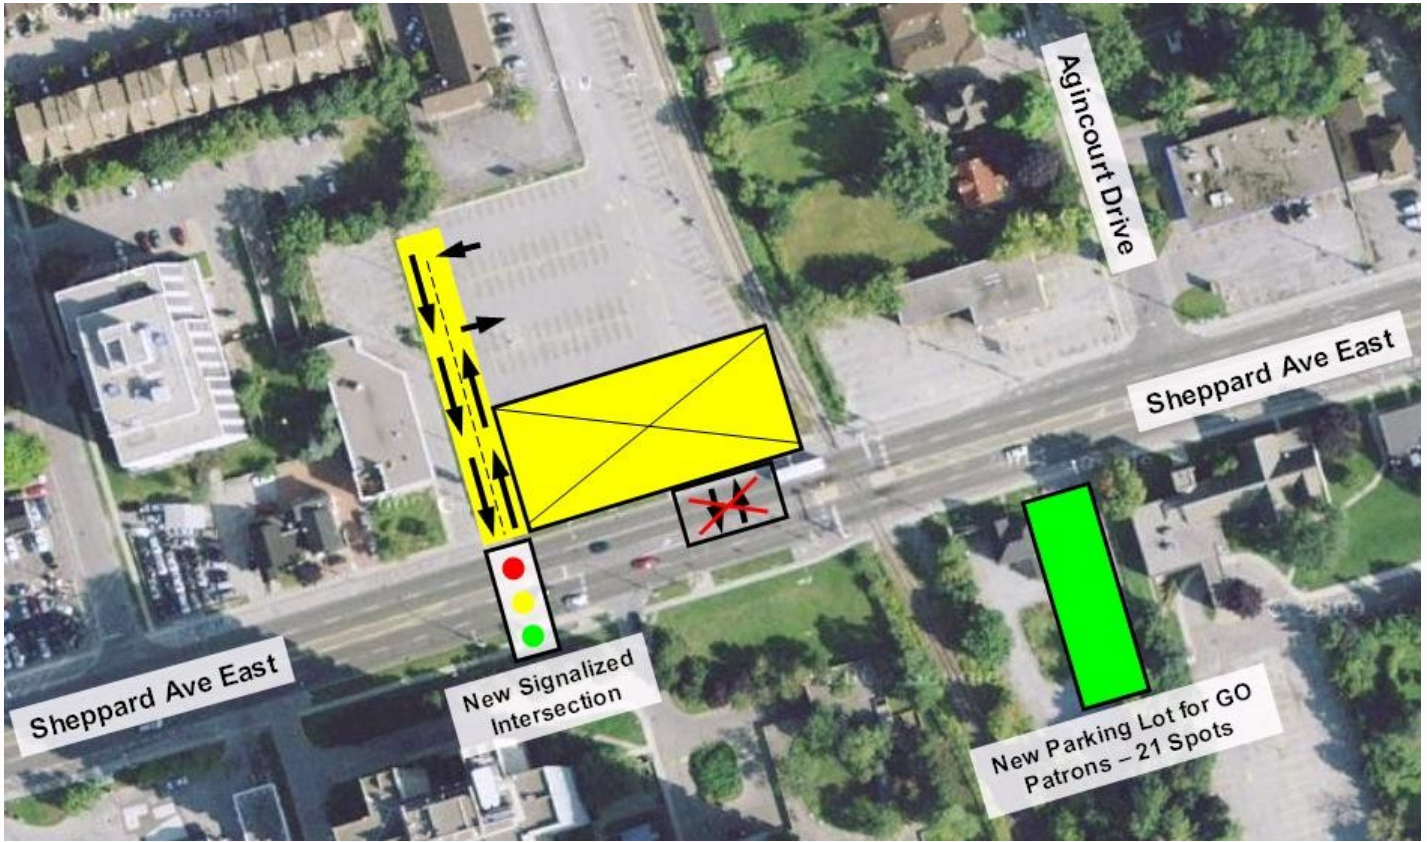 Agincourt Drive
Sheppard Ave East
Sheppard Ave East
New Signalized
Intersection
New Parking Lot for GO
Patrons – 21 Spots